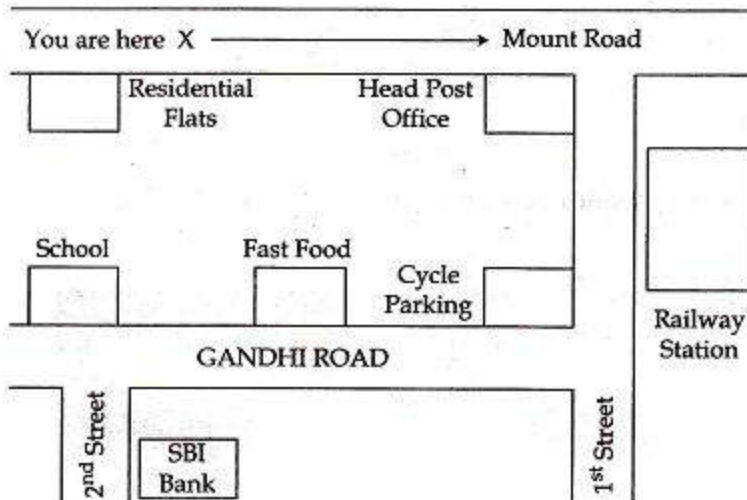 You are here X Mount Road
Residential
Flats
Head Post
Office
School
Fast Food
Cycle
Parking
Railway
Station
GANDHI ROAD
2nd Street
SBI
Bank
1st Street